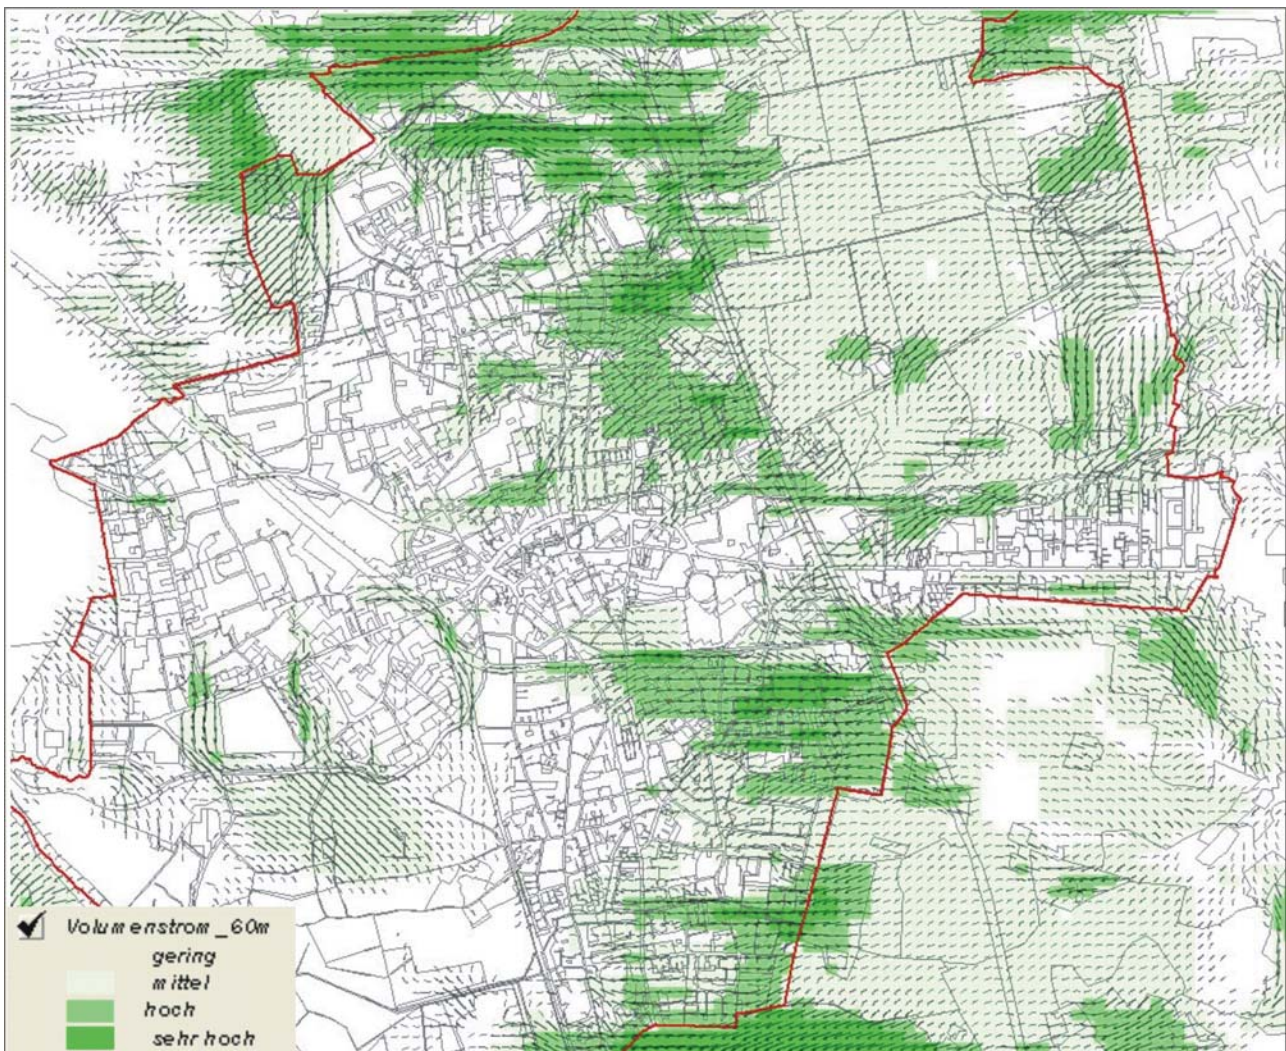 Volumenstrom_60m
gering
mittel
hoch
sehr hoch